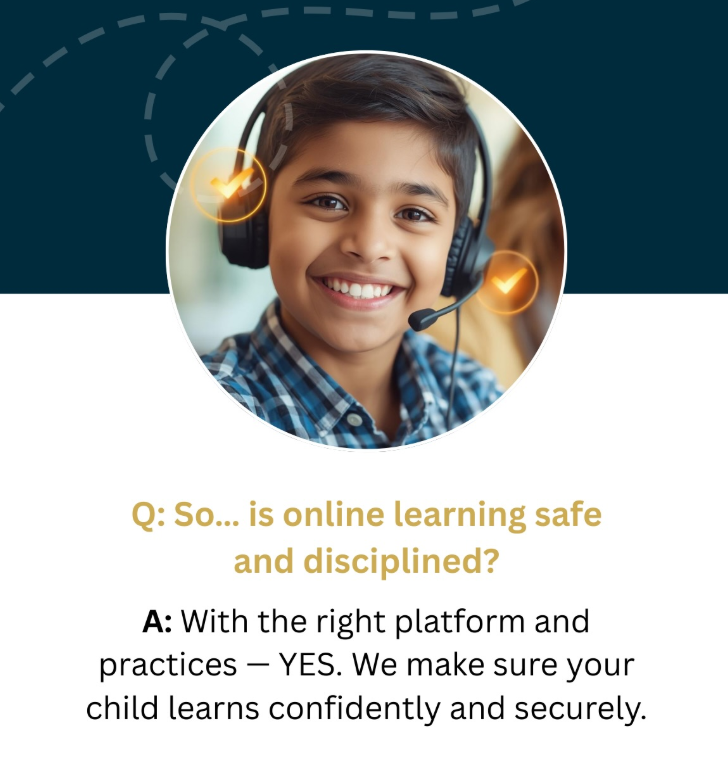 Q: So... is online learning safe
and disciplined?
A: With the right platform and
practices — YES. We make sure your
child learns confidently and securely.